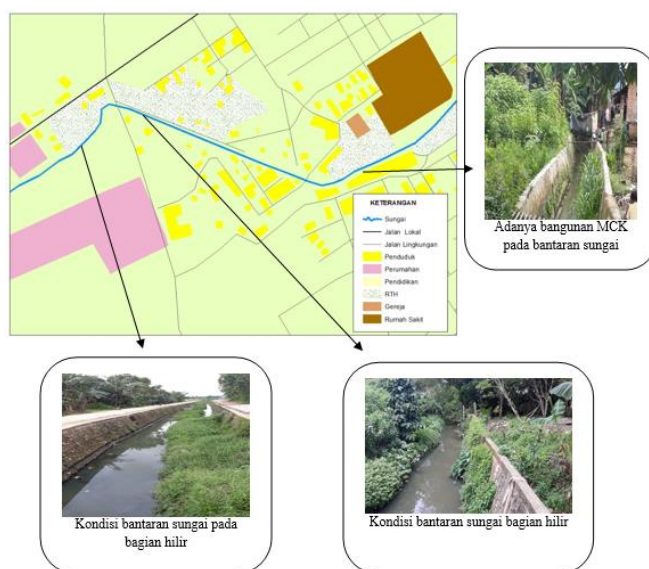 Adanya bangunan MCK
pada bantaran sungai
KETERANGAN
Sungai
Jalan Lokal
Jalan Lingkungan
Penduduk
Perumahan
Pendidikan
RTH
Gereja
Rumah Sakit
Kondisi bantaran sungai pada
bagian hilir
Kondisi bantaran sungai bagian hilir